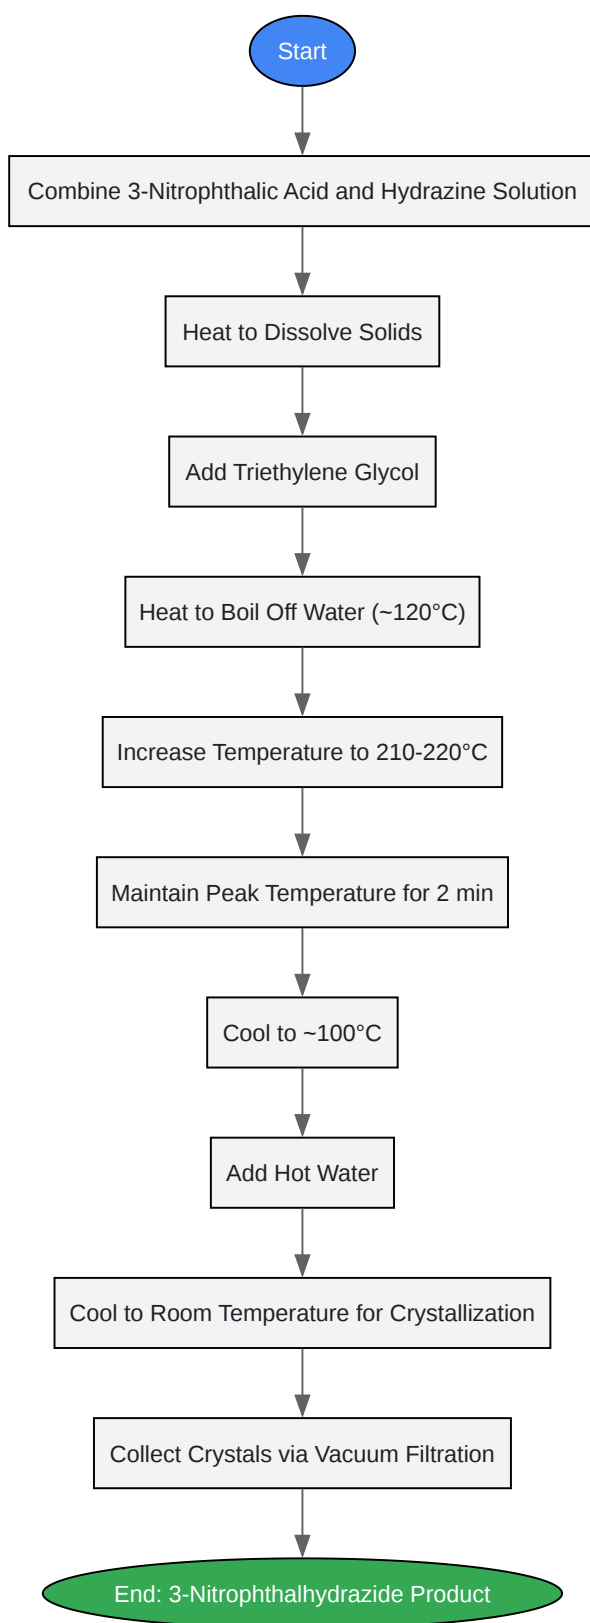 Start
Combine 3-Nitrophthalic Acid and Hydrazine Solution
Heat to Dissolve Solids
Add Triethylene Glycol
Heat to Boil Off Water (~120°C)
Increase Temperature to 210-220°C
Maintain Peak Temperature for 2 min
Cool to ~100°C
Add Hot Water
Cool to Room Temperature for Crystallization
Collect Crystals via Vacuum Filtration
End: 3-Nitrophthalhydrazide Product